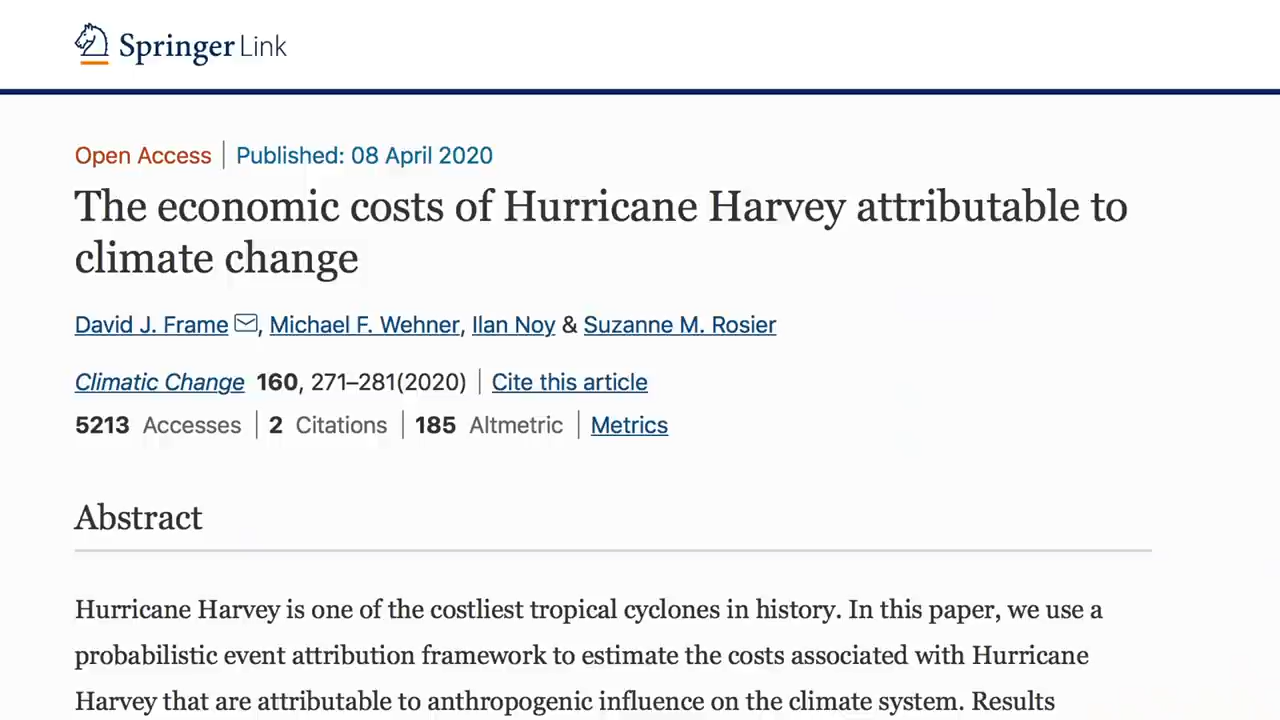 Springer Link
Open Access | Published: 08 April 2020
The economic costs of Hurricane Harvey attributable to
climate change
David J. Frame, Michael F. Wehner, Ilan Noy & Suzanne M. Rosier
Climatic Change 160, 271–281(2020) | Cite this article
5213 Accesses | 2 Citations | 185 Altmetric | Metrics
Abstract
Hurricane Harvey is one of the costliest tropical cyclones in history. In this paper, we use a
probabilistic event attribution framework to estimate the costs associated with Hurricane
Harvey that are attributable to anthropogenic influence on the climate system. Results